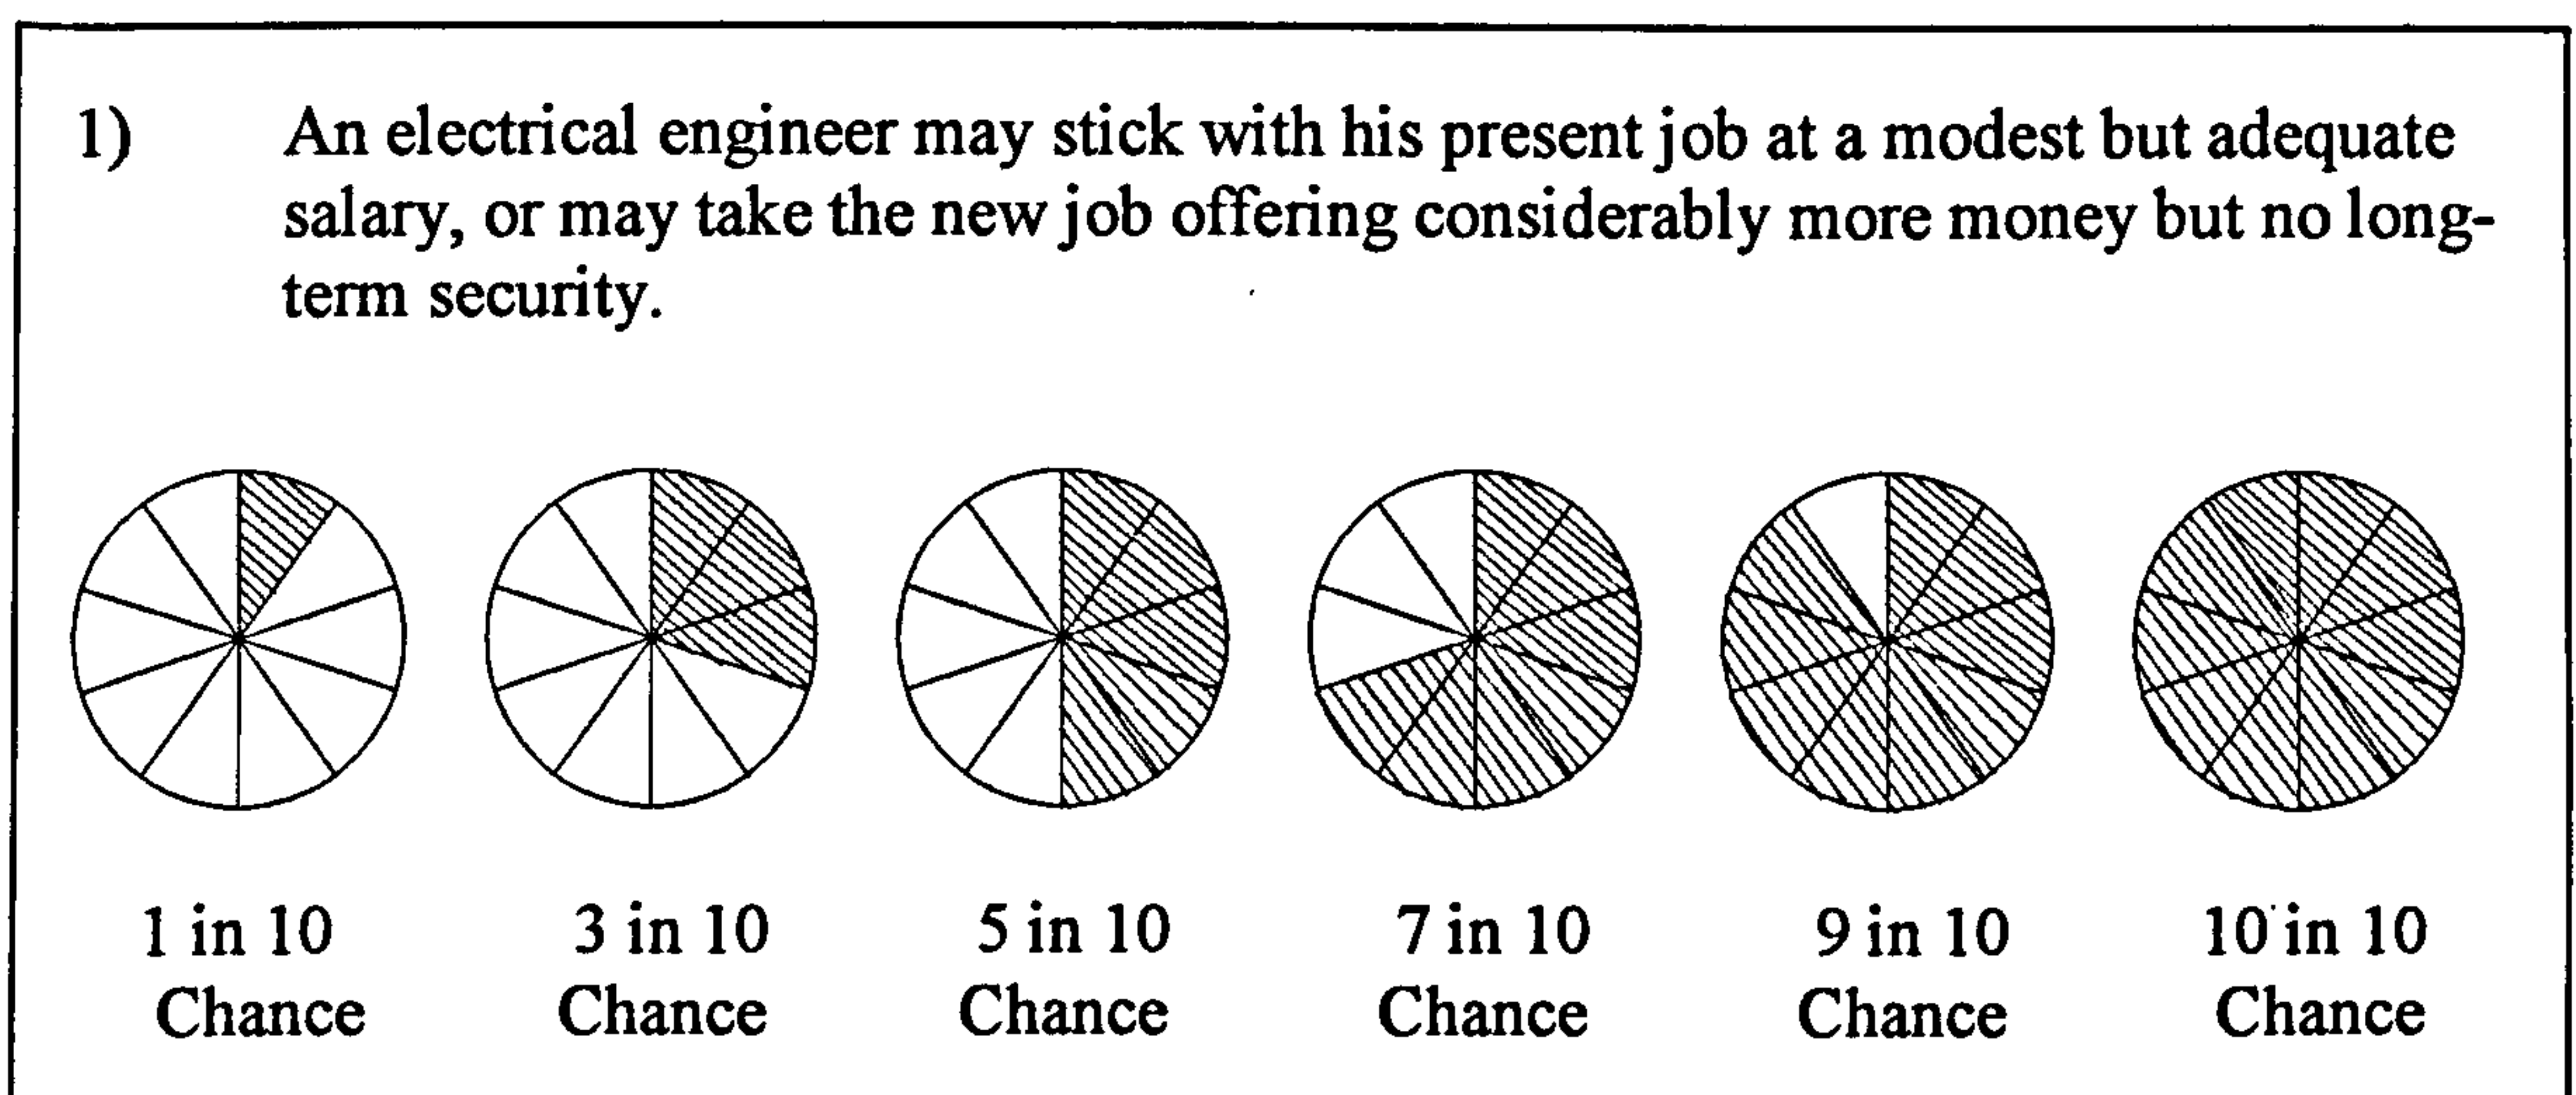 1) An electrical engineer may stick with his present job at a modest but adequate
salary, or may take the new job offering considerably more money but no long-
term security.
1 in 10 3 in 10 5 in 10 7 in 10 9 in 10 10 in 10
Chance Chance Chance Chance Chance Chance